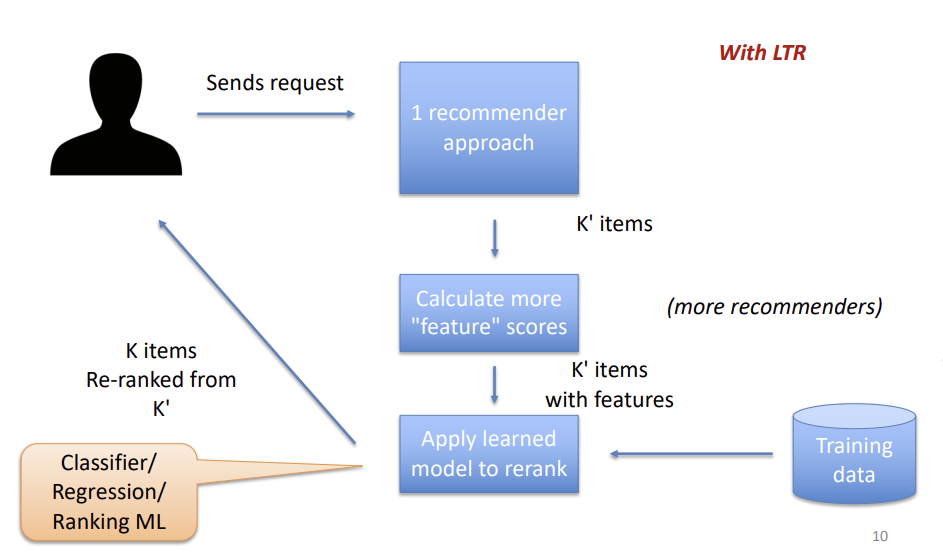 With LTR
Sends request
1 recommender
approach
K' items
Calculate more
"feature" scores
(more recommenders)
K items
Re-ranked from
K'
K' items
with features
Apply learned
model to rerank
Training
data
Classifier/
Regression/
Ranking ML
10